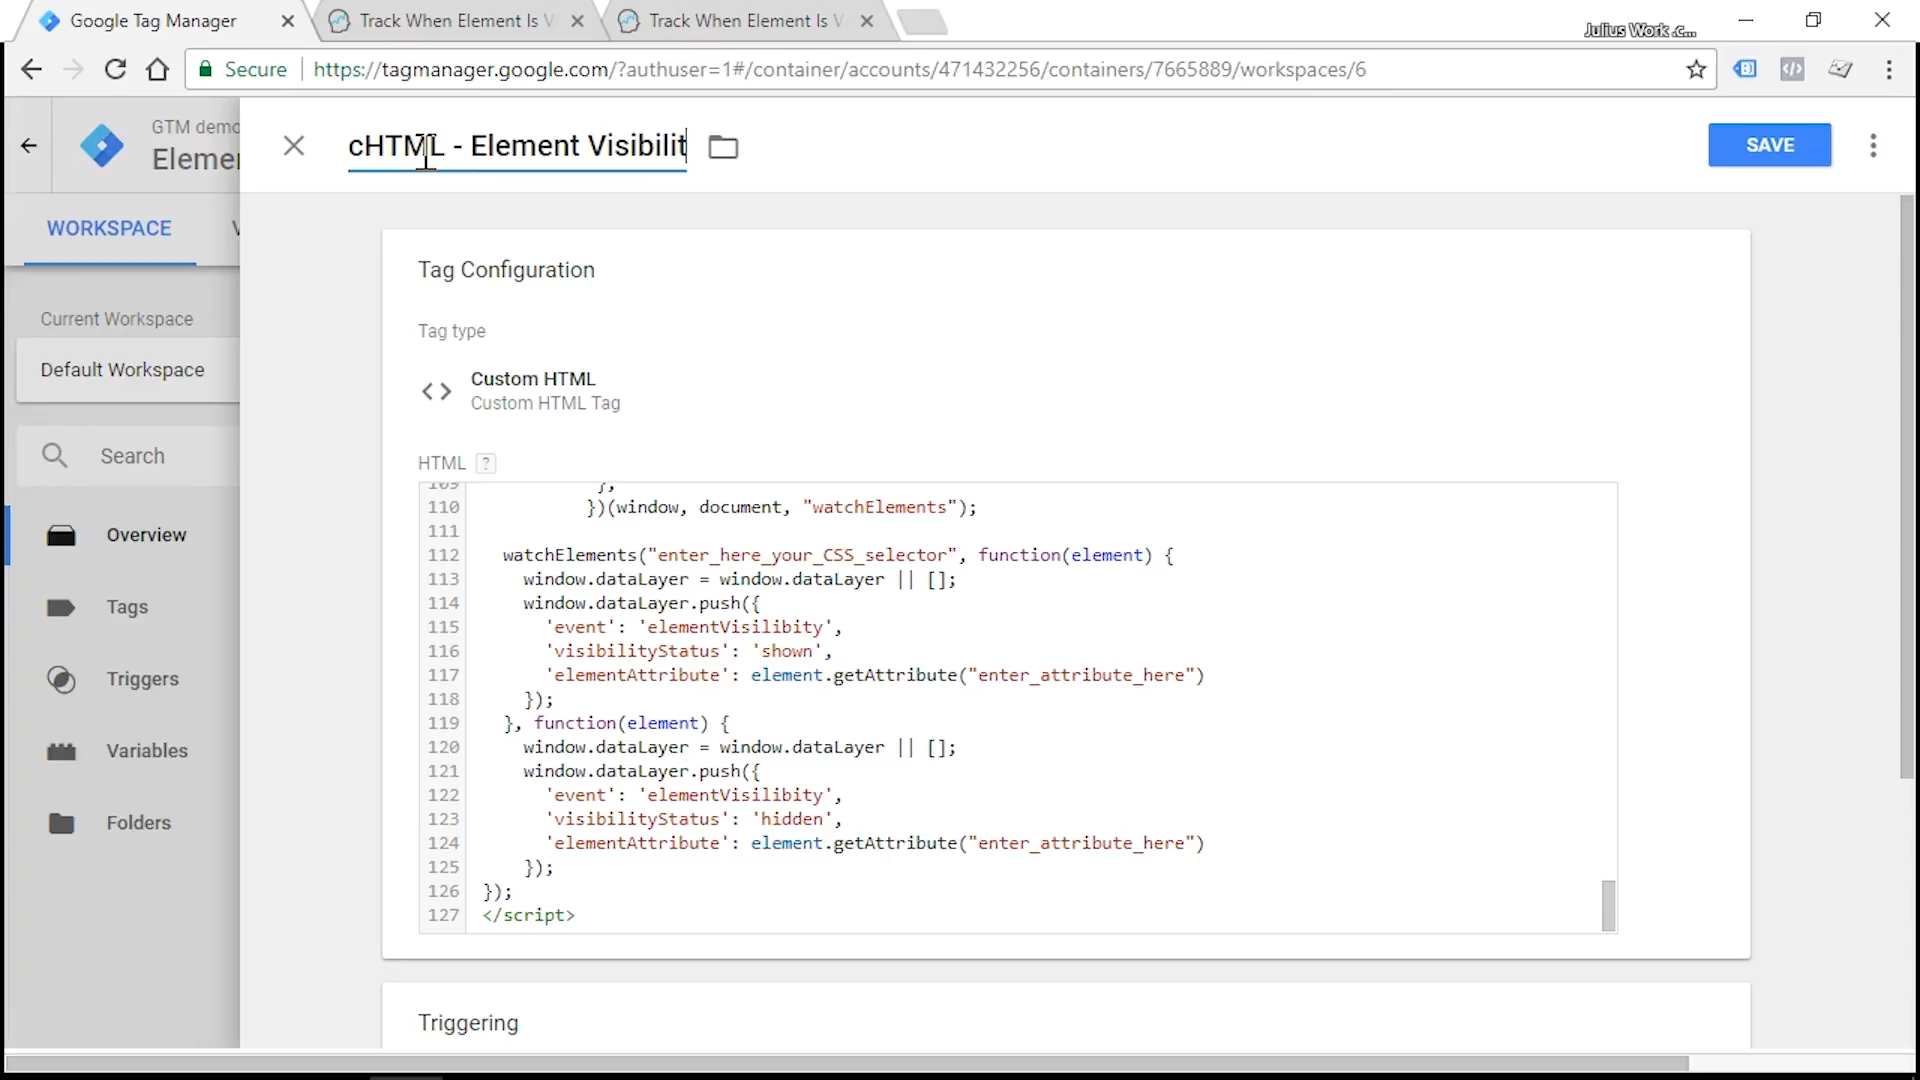 Google Tag Manager
Track When Element Is V
Track When Element Is V
Julius Work .c...
Secure
https://tagmanager.google.com/?authuser=1#/container/accounts/471432256/containers/7665889/workspaces/6
GTM demo
Elemer
cHTML - Element Visibilit
SAVE
WORKSPACE
V
Current Workspace
Default Workspace
Search
Overview
Tags
Triggers
Variables
Folders
Tag Configuration
Tag type
Custom HTML
Custom HTML Tag
HTML ?
109 },
110 })(window, document, "watchElements");
111
112 watchElements("enter_here_your_CSS_selector", function(element) {
113 window.dataLayer = window.dataLayer || [];
114 window.dataLayer.push({
115 'event': 'elementVisilibity',
116 'visibilityStatus': 'shown',
117 'elementAttribute': element.getAttribute("enter_attribute_here")
118 });
119 }, function(element) {
120 window.dataLayer = window.dataLayer || [];
121 window.dataLayer.push({
122 'event': 'elementVisilibity',
123 'visibilityStatus': 'hidden',
124 'elementAttribute': element.getAttribute("enter_attribute_here")
125 });
126 });
127 </script>
Triggering